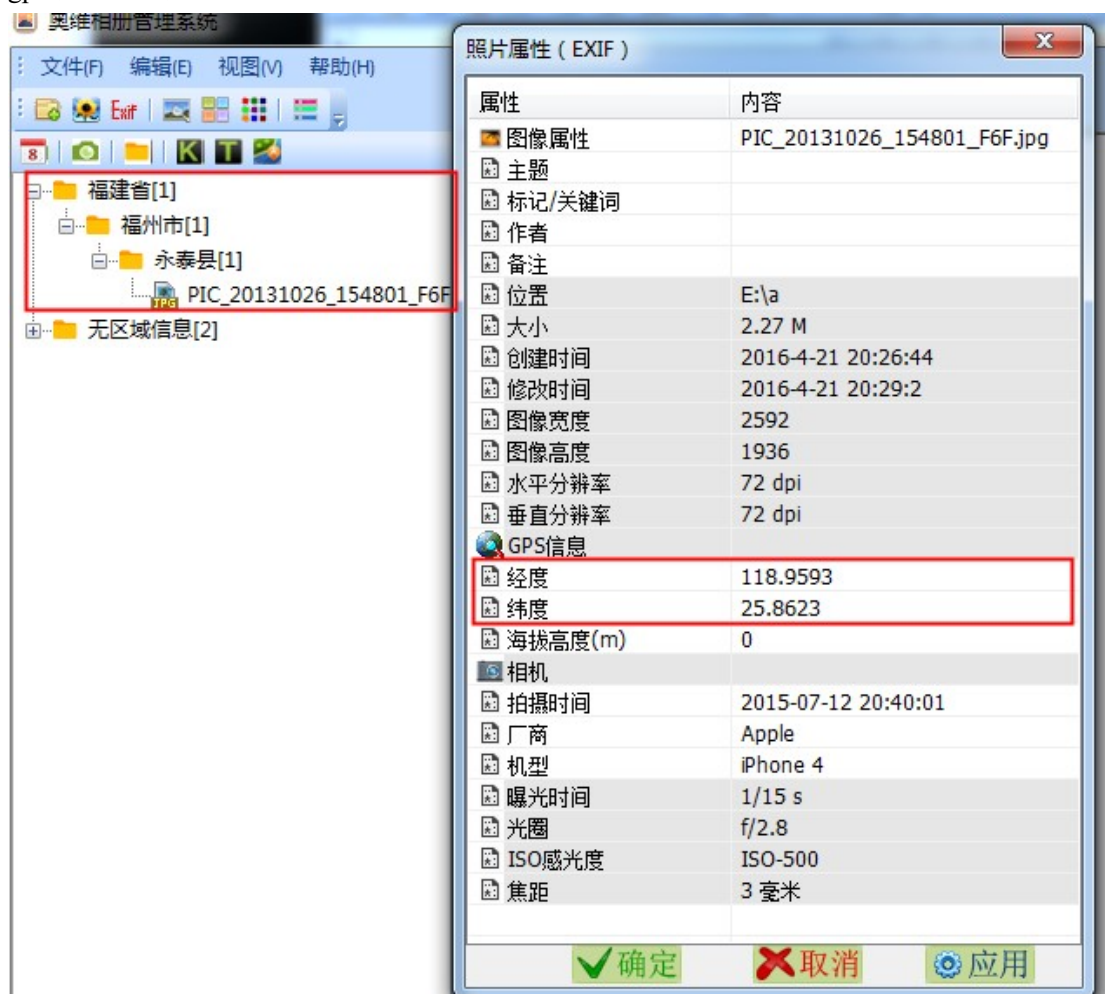 奥维相册管理系统
文件(F) 编辑(E) 视图(V) 帮助(H)
Exif
8 K T
福建省[1]
福州市[1]
永泰县[1]
JPG PIC_20131026_154801_F6F
无区域信息[2]
照片属性（EXIF）
属性 内容
图像属性 PIC_20131026_154801_F6F.jpg
主题
标记/关键词
作者
备注
位置 E:\a
大小 2.27 M
创建时间 2016-4-21 20:26:44
修改时间 2016-4-21 20:29:2
图像宽度 2592
图像高度 1936
水平分辨率 72 dpi
垂直分辨率 72 dpi
GPS信息
经度 118.9593
纬度 25.8623
海拔高度(m) 0
相机
拍摄时间 2015-07-12 20:40:01
厂商 Apple
机型 iPhone 4
曝光时间 1/15 s
光圈 f/2.8
ISO感光度 ISO-500
焦距 3 毫米
确定 取消 应用